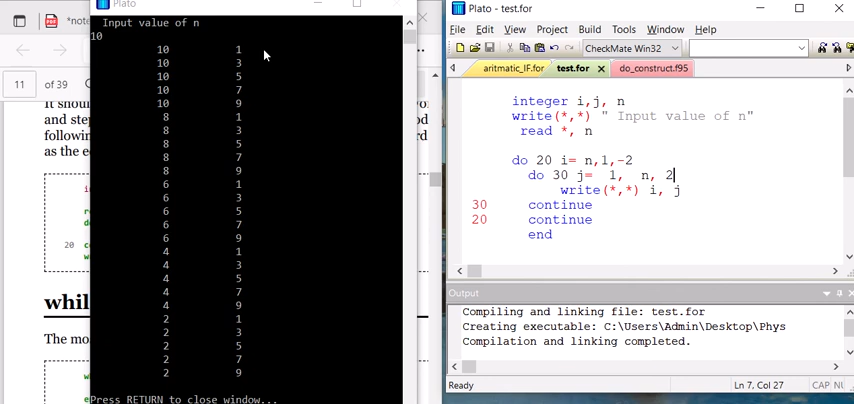 Plato
*note
11 of 39
It shou
and step
followin
as the e
20
whil
The mo
Input value of n
10
10 1
10 3
10 5
10 7
10 9
8 1
8 3
8 5
8 7
8 9
6 1
6 3
6 5
6 7
6 9
4 1
4 3
4 5
4 7
4 9
2 1
2 3
2 5
2 7
2 9
Press RETURN to close window...
Plato - test.for
File Edit View Project Build Tools Window Help
CheckMate Win32
aritmatic_IF.for test.for do_construct.f95
integer i,j, n
write(*,*) " Input value of n"
read *, n
do 20 i= n,1,-2
do 30 j= 1, n, 2
write(*,*) i, j
30 continue
20 continue
end
Output
Compiling and linking file: test.for
Creating executable: C:\Users\Admin\Desktop\Phys
Compilation and linking completed.
Ready Ln 7, Col 27 CAP NU